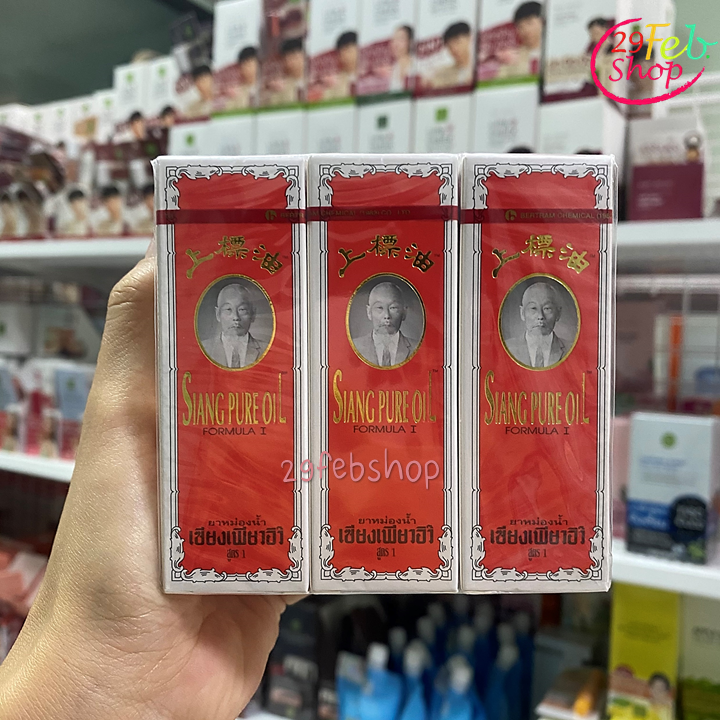 29Feb
Shop
BERTRAM CHEMICAL
上標油
上標油
上標油
SIANG PURE OIL
FORMULA I
SIANG PURE OIL
FORMULA I
SIANG PURE OIL
FORMULA I
29febshop
ยาหม่องน้ำ
เซียงเพียวอิ๊ว
สูตร 1
ยาหม่องน้ำ
เซียงเพียวอิ๊ว
สูตร 1
ยาหม่องน้ำ
เซียงเพียวอิ๊ว
สูตร 1